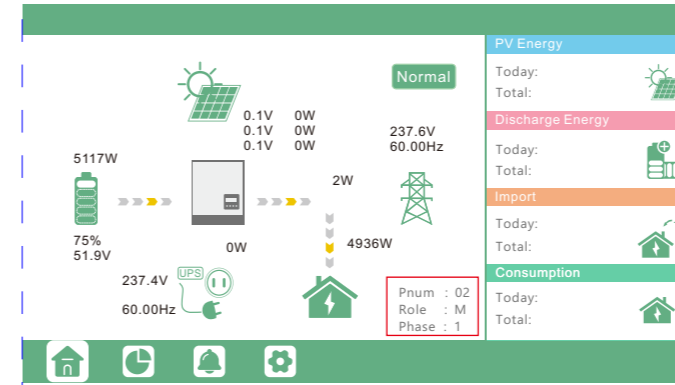 Normal
0.1V 0W
0.1V 0W
0.1V 0W
237.6V
60.00Hz
5117W
2W
75%
51.9V
0W
4936W
237.4V
UPS
60.00Hz
Pnum : 02
Role : M
Phase : 1
PV Energy
Today:
Total:
Discharge Energy
Today:
Total:
Import
Today:
Total:
Consumption
Today:
Total: